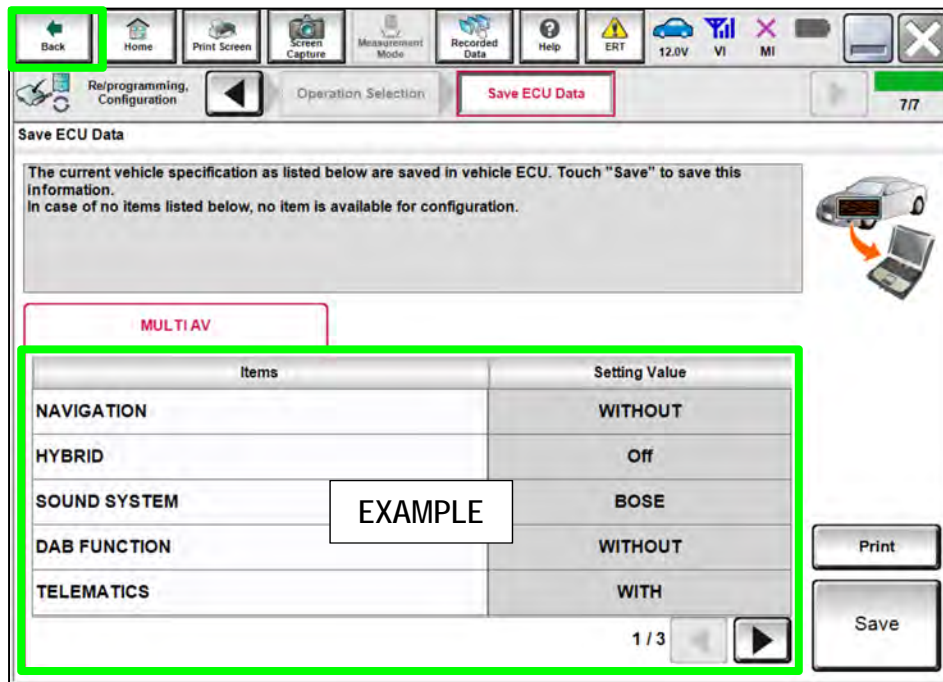 Back
Home
Print Screen
Screen
Capture
Measurement
Mode
Recorded
Data
Help
ERT
12.0V
VI
MI
Re/programming,
Configuration
Operation Selection
Save ECU Data
7/7
Save ECU Data
The current vehicle specification as listed below are saved in vehicle ECU. Touch "Save" to save this
information.
In case of no items listed below, no item is available for configuration.
MULTI AV
Items Setting Value
NAVIGATION WITHOUT
HYBRID Off
SOUND SYSTEM BOSE
EXAMPLE
DAB FUNCTION WITHOUT
TELEMATICS WITH
1 / 3
Print
Save